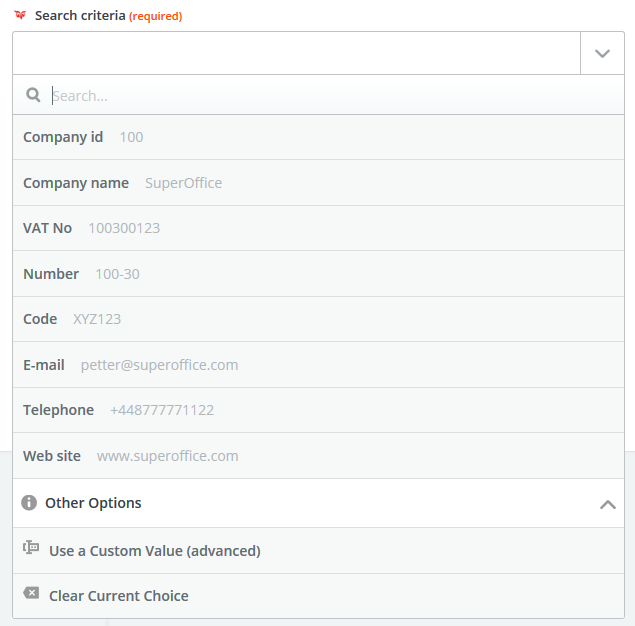 Search criteria (required)
Search...
Company id 100
Company name SuperOffice
VAT No 100300123
Number 100-30
Code XYZ123
E-mail petter@superoffice.com
Telephone +448777771122
Web site www.superoffice.com
Other Options
Use a Custom Value (advanced)
Clear Current Choice